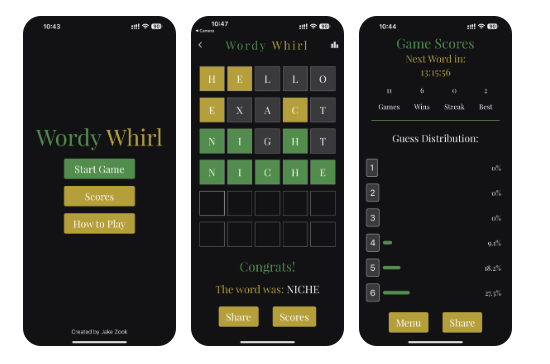 10:43
Wordy Whirl
Start Game
Scores
How to Play
Created by Jake Zook
10:47
Camera
Wordy Whirl
H E L L O
E X A C T
N I G H T
N I C H E
Congrats!
The word was: NICHE
Share Scores
10:44
Game Scores
Next Word in:
13:15:56
11 6 0 2
Games Wins Streak Best
Guess Distribution:
1 0%
2 0%
3 0%
4 9.1%
5 18.2%
6 27.3%
Menu Share